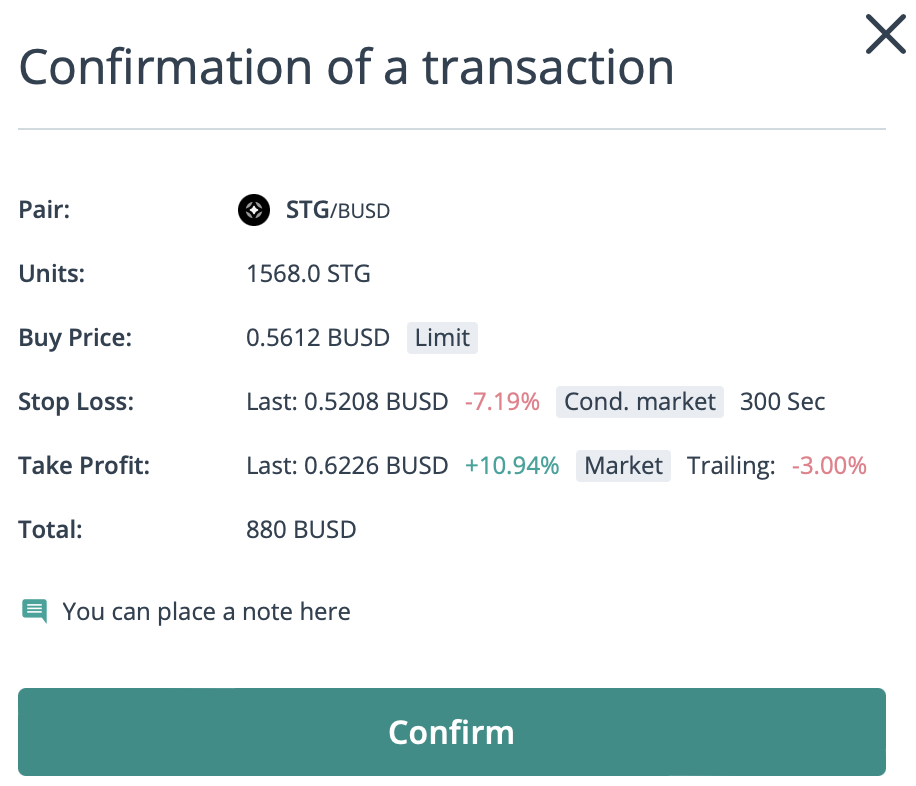 Confirmation of a transaction
Pair: STG/BUSD
Units: 1568.0 STG
Buy Price: 0.5612 BUSD Limit
Stop Loss: Last: 0.5208 BUSD -7.19% Cond. market 300 Sec
Take Profit: Last: 0.6226 BUSD +10.94% Market Trailing: -3.00%
Total: 880 BUSD
You can place a note here
Confirm